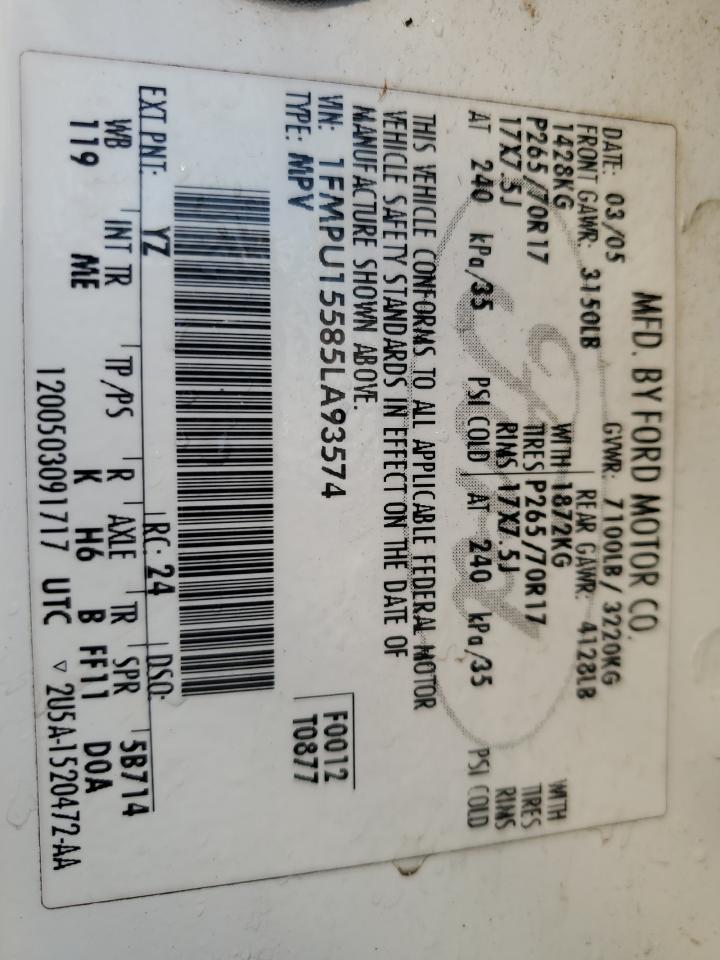 MFD. BY FORD MOTOR CO.
DATE: 03/05 GVWR: 7100LB / 3220KG
FRONT GAWR: 3150LB REAR GAWR: 4128LB
1428KG WITH 1872KG WITH
P265/70R17 TIRES P265/70R17 TIRES
17X7.5J RIMS 17X7.5J RIMS
AT 240 kPa/35 PSI COLD AT 240 kPa/35 PSI COLD
THIS VEHICLE CONFORMS TO ALL APPLICABLE FEDERAL MOTOR
VEHICLE SAFETY STANDARDS IN EFFECT ON THE DATE OF
MANUFACTURE SHOWN ABOVE.
VIN: 1FMPU15585LA93574 F0012
TYPE: MPV T0877
EXT PNT: YZ RC: 24 DSO:
WB INT TR TP/PS R AXLE TR SPR 5B714
119 ME K H6 B FF11 DOA
1200503091717 UTC ▽ 2U5A-1520472-AA
Ford